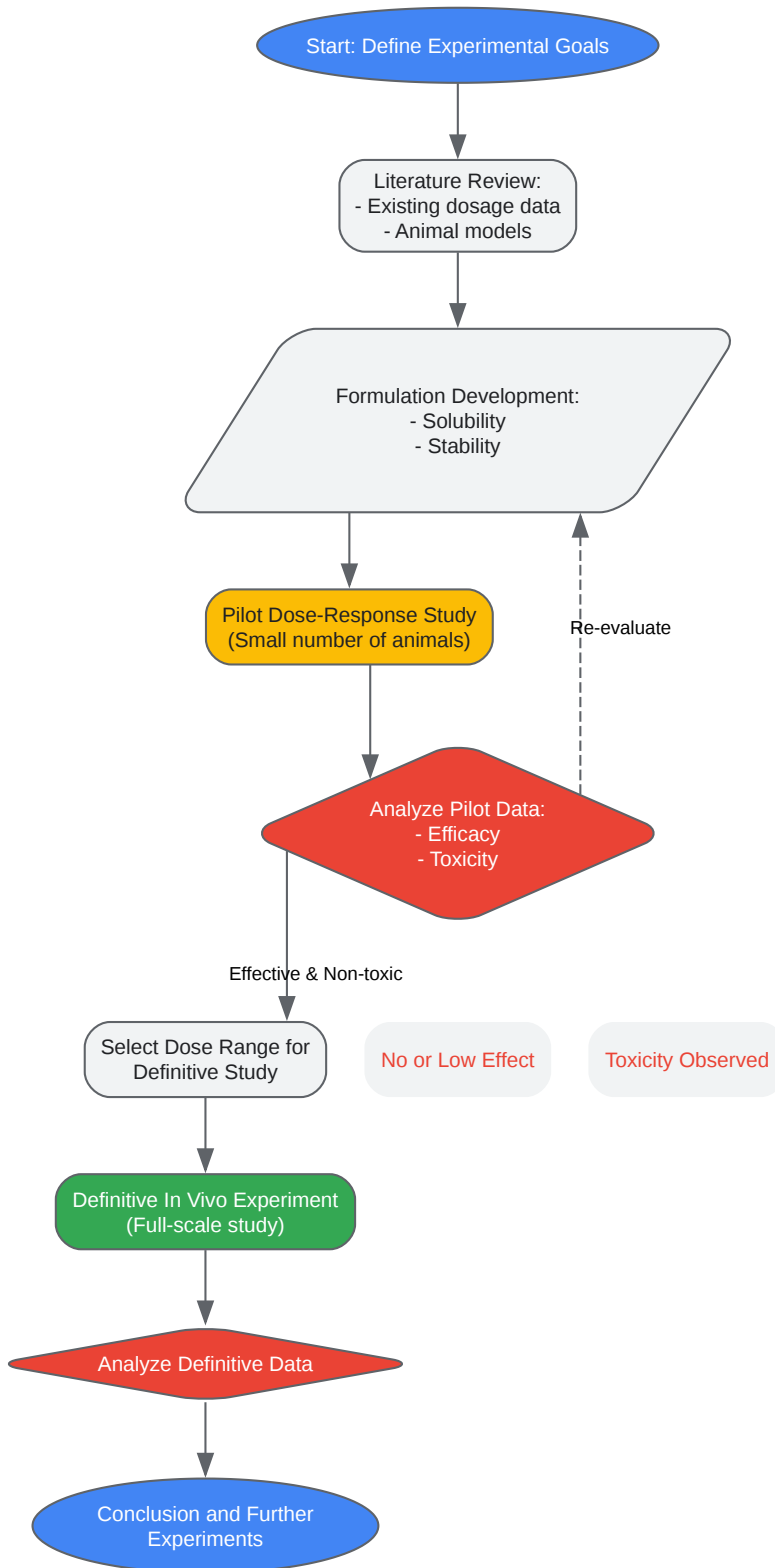 Start: Define Experimental Goals
Literature Review:
- Existing dosage data
- Animal models
Formulation Development:
- Solubility
- Stability
Pilot Dose-Response Study
(Small number of animals)
Re-evaluate
Analyze Pilot Data:
- Efficacy
- Toxicity
Effective & Non-toxic
Select Dose Range for
Definitive Study
No or Low Effect
Toxicity Observed
Definitive In Vivo Experiment
(Full-scale study)
Analyze Definitive Data
Conclusion and Further
Experiments